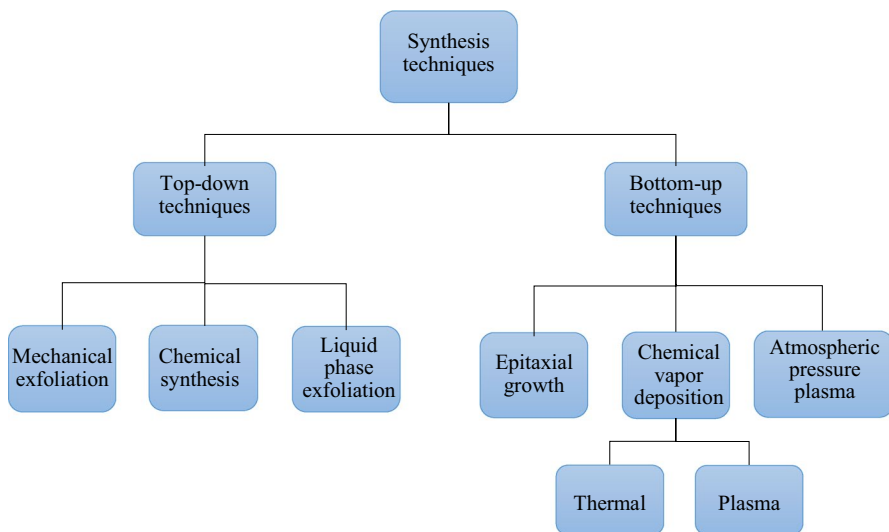 Synthesis
techniques
Top-down
techniques
Bottom-up
techniques
Mechanical
exfoliation
Chemical
synthesis
Liquid
phase
exfoliation
Epitaxial
growth
Chemical
vapor
deposition
Atmospheric
pressure
plasma
Thermal
Plasma